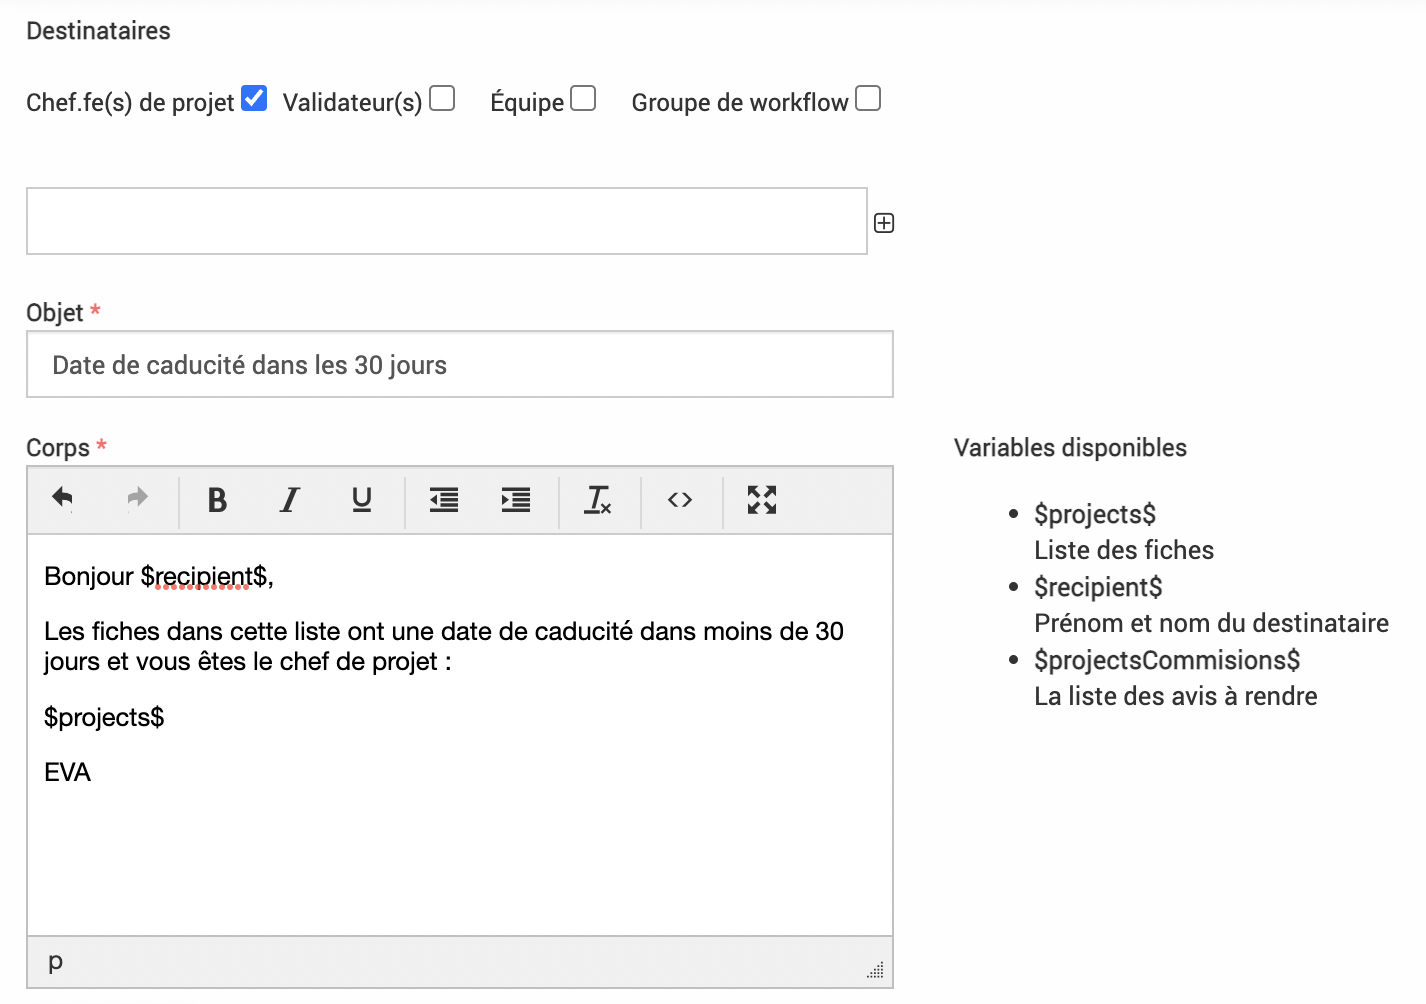 Destinataires
Chef.fe(s) de projet Validateur(s) Équipe Groupe de workflow
Objet *
Date de caducité dans les 30 jours
Corps *
B I U
Bonjour $recipient$,
Les fiches dans cette liste ont une date de caducité dans moins de 30
jours et vous êtes le chef de projet :
$projects$
EVA
p
Variables disponibles
• $projects$
Liste des fiches
• $recipient$
Prénom et nom du destinataire
• $projectsCommisions$
La liste des avis à rendre